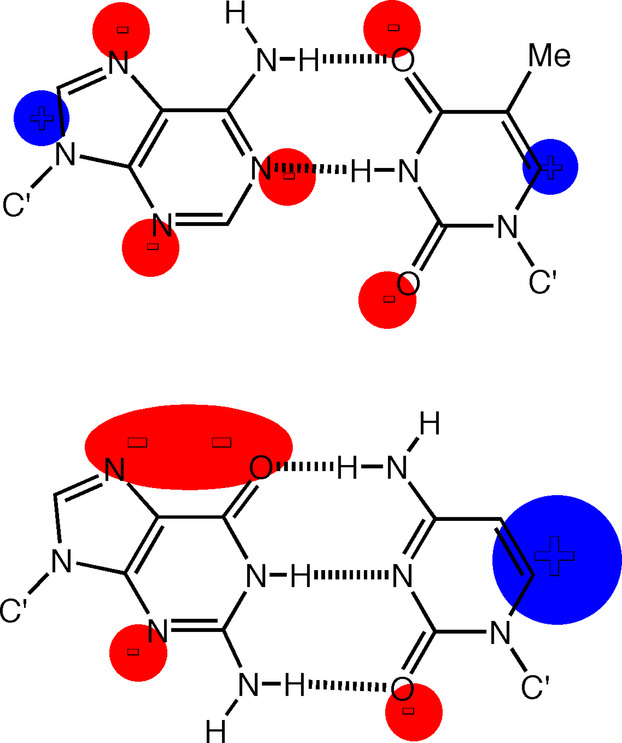 H
- -
N N H O Me
+
N N H N +
C'
N - N
- O C'
-
H
- -
N O H N
N N H N +
C'
N N
- N H O C'
-
H